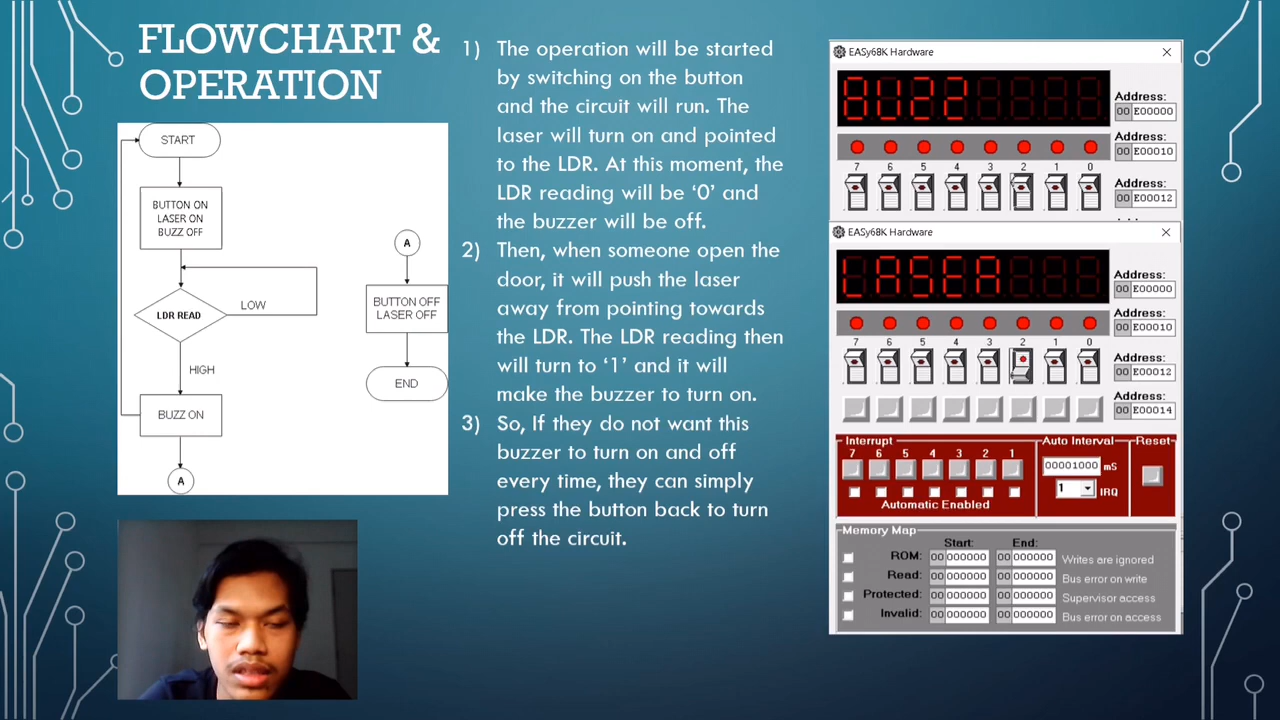 FLOWCHART &
OPERATION
START
BUTTON ON
LASER ON
BUZZ OFF
LDR READ
LOW
HIGH
BUZZ ON
A
A
BUTTON OFF
LASER OFF
END
1) The operation will be started
by switching on the button
and the circuit will run. The
laser will turn on and pointed
to the LDR. At this moment, the
LDR reading will be ‘0’ and
the buzzer will be off.
2) Then, when someone open the
door, it will push the laser
away from pointing towards
the LDR. The LDR reading then
will turn to ‘1’ and it will
make the buzzer to turn on.
3) So, If they do not want this
buzzer to turn on and off
every time, they can simply
press the button back to turn
off the circuit.
EASy68K Hardware
BUZZ
Address:
00 E00000
Address:
00 E00010
7 6 5 4 3 2 1 0
Address:
00 E00012
EASy68K Hardware
LASER
Address:
00 E00000
Address:
00 E00010
7 6 5 4 3 2 1 0
Address:
00 E00012
Address:
00 E00014
Interrupt
7 6 5 4 3 2 1
Automatic Enabled
Auto Interval
00001000 mS
1 IRQ
Reset
Memory Map
Start: End:
ROM: 00 000000 00 000000 Writes are ignored
Read: 00 000000 00 000000 Bus error on write
Protected: 00 000000 00 000000 Supervisor access
Invalid: 00 000000 00 000000 Bus error on access